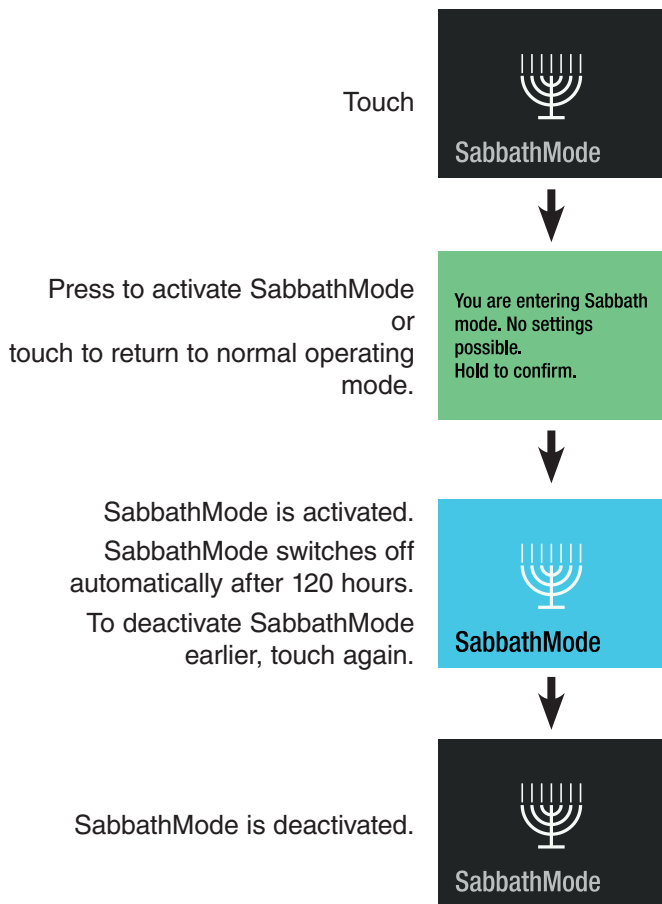 Touch
SabbathMode
Press to activate SabbathMode
or
touch to return to normal operating
mode.
You are entering Sabbath
mode. No settings
possible.
Hold to confirm.
SabbathMode is activated.
SabbathMode switches off
automatically after 120 hours.
To deactivate SabbathMode
earlier, touch again.
SabbathMode
SabbathMode is deactivated.
SabbathMode